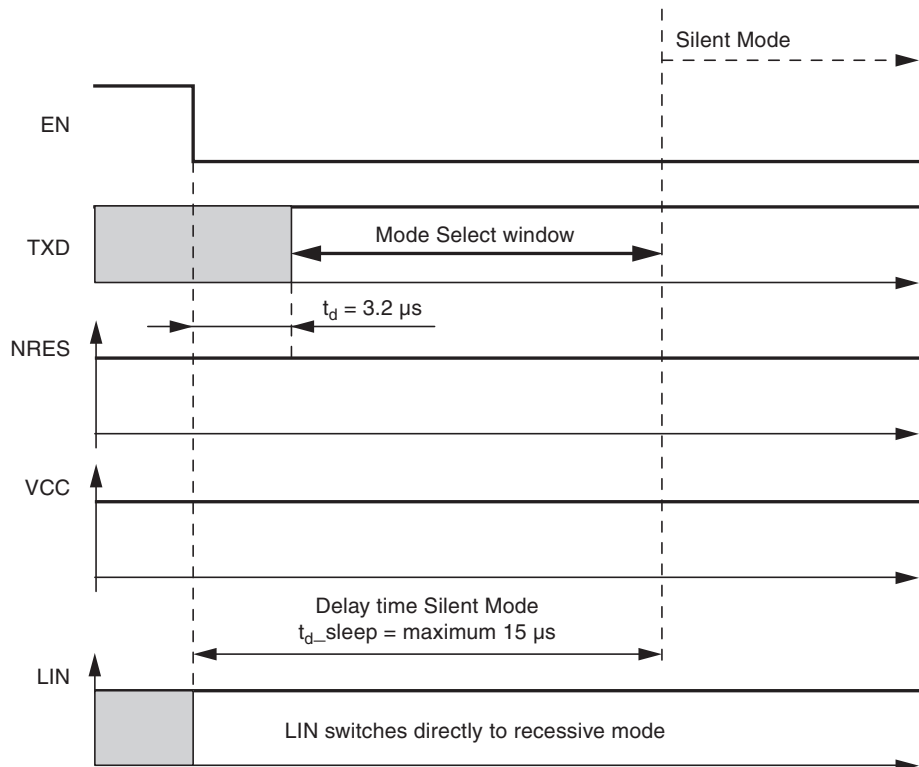 Silent Mode
EN
TXD
Mode Select window
t_d = 3.2 µs
NRES
VCC
Delay time Silent Mode
t_d_sleep = maximum 15 µs
LIN
LIN switches directly to recessive mode